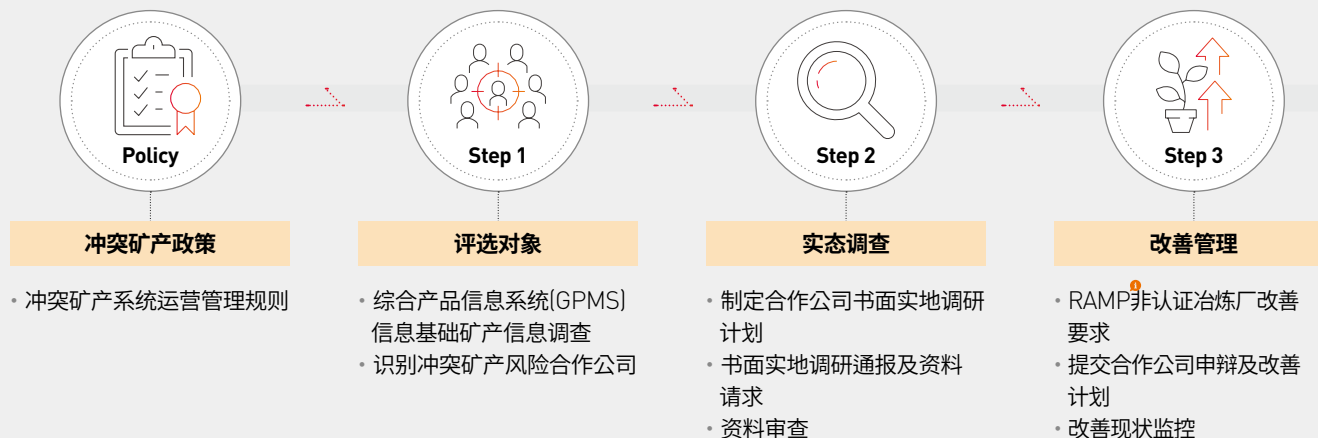 Policy
冲突矿产政策
• 冲突矿产系统运营管理规则
Step 1
评选对象
• 综合产品信息系统(GPMS)
信息基础矿产信息调查
• 识别冲突矿产风险合作公司
Step 2
实态调查
• 制定合作公司书面实地调研
计划
• 书面实地调研通报及资料
请求
• 资料审查
Step 3
改善管理
• RAMP非认证冶炼厂改善
要求
• 提交合作公司申辩及改善
计划
• 改善现状监控